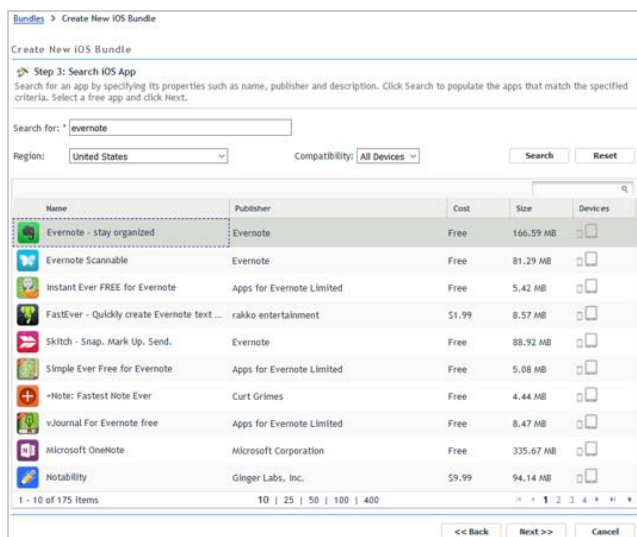 Bundles > Create New iOS Bundle
Create New iOS Bundle
Step 3: Search iOS App
Search for an app by specifying its properties such as name, publisher and description. Click Search to populate the apps that match the specified
criteria. Select a free app and click Next.
Search for: * evernote
Region: United States Compatibility: All Devices Search Reset
Name Publisher Cost Size Devices
Evernote - stay organized Evernote Free 166.59 MB
Evernote Scannable Evernote Free 81.29 MB
Instant Ever FREE for Evernote Apps for Evernote Limited Free 5.42 MB
FastEver - Quickly create Evernote text ... rakko entertainment $1.99 8.57 MB
Skitch - Snap. Mark Up. Send. Evernote Free 88.92 MB
Simple Ever Free for Evernote Apps for Evernote Limited Free 5.08 MB
+Note: Fastest Note Ever Curt Grimes Free 4.44 MB
vJournal For Evernote free Apps for Evernote Limited Free 8.47 MB
Microsoft OneNote Microsoft Corporation Free 335.67 MB
Notability Ginger Labs, Inc. $9.99 94.14 MB
1 - 10 of 175 items 10 | 25 | 50 | 100 | 400 1 2 3 4
<< Back Next >> Cancel